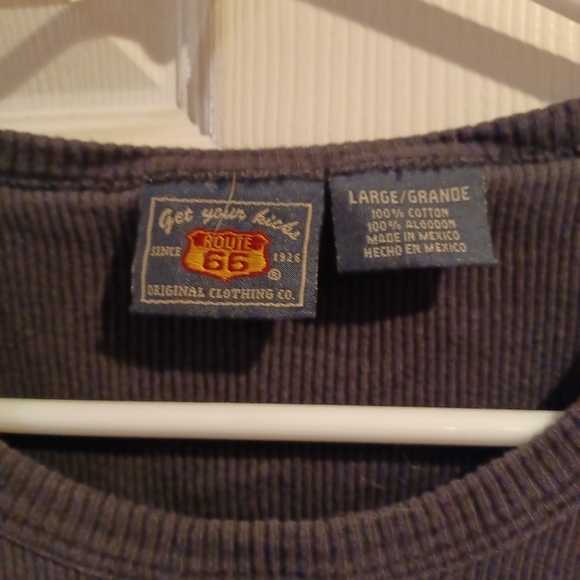 Get your kicks
SINCE
ROUTE
66
1926
®
ORIGINAL CLOTHING CO.
LARGE/GRANDE
100% COTTON
100% ALGODON
MADE IN MEXICO
HECHO EN MEXICO